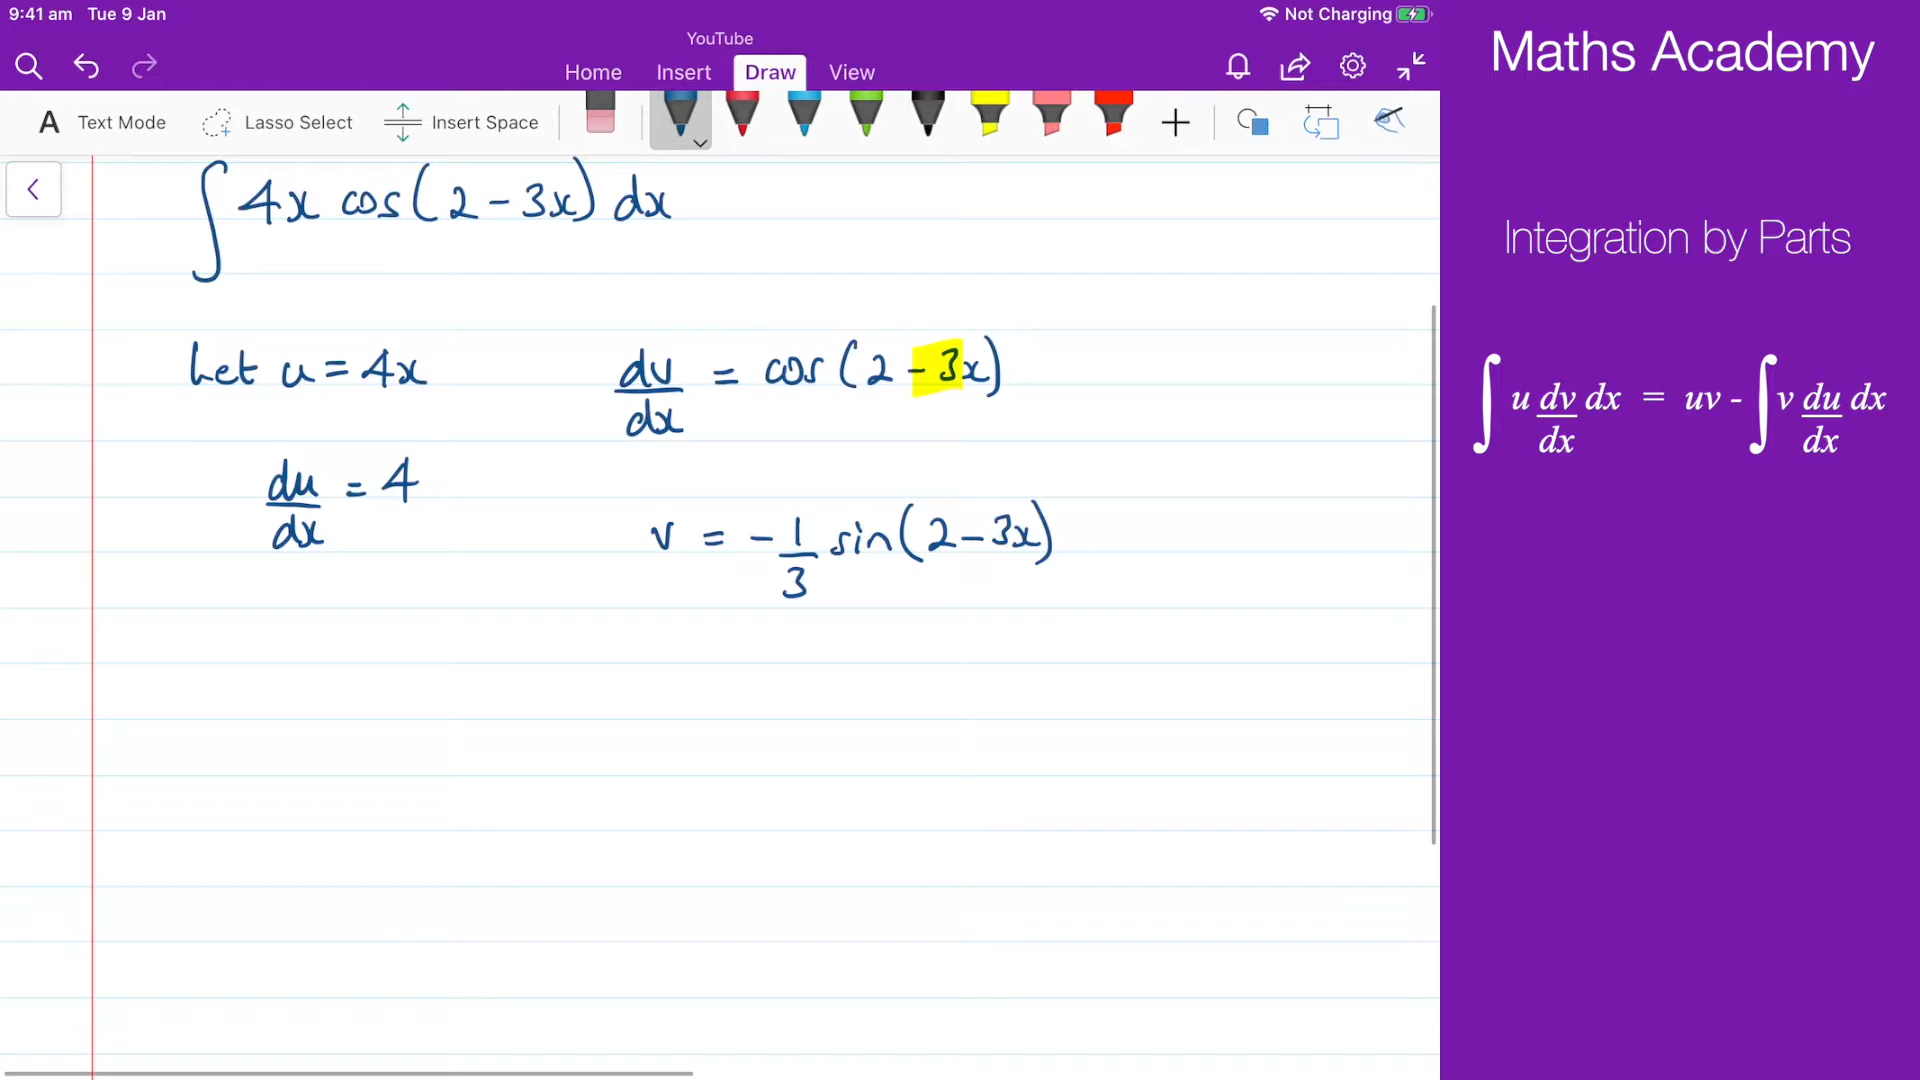 9:41 am Tue 9 Jan
Not Charging
YouTube
Home Insert Draw View
A Text Mode Lasso Select Insert Space
∫ 4x cos(2 - 3x) dx
Let u = 4x
dv/dx = cos(2 - 3x)
du/dx = 4
v = -1/3 sin(2 - 3x)
Maths Academy
Integration by Parts
∫ u dv/dx dx = uv - ∫ v du/dx dx